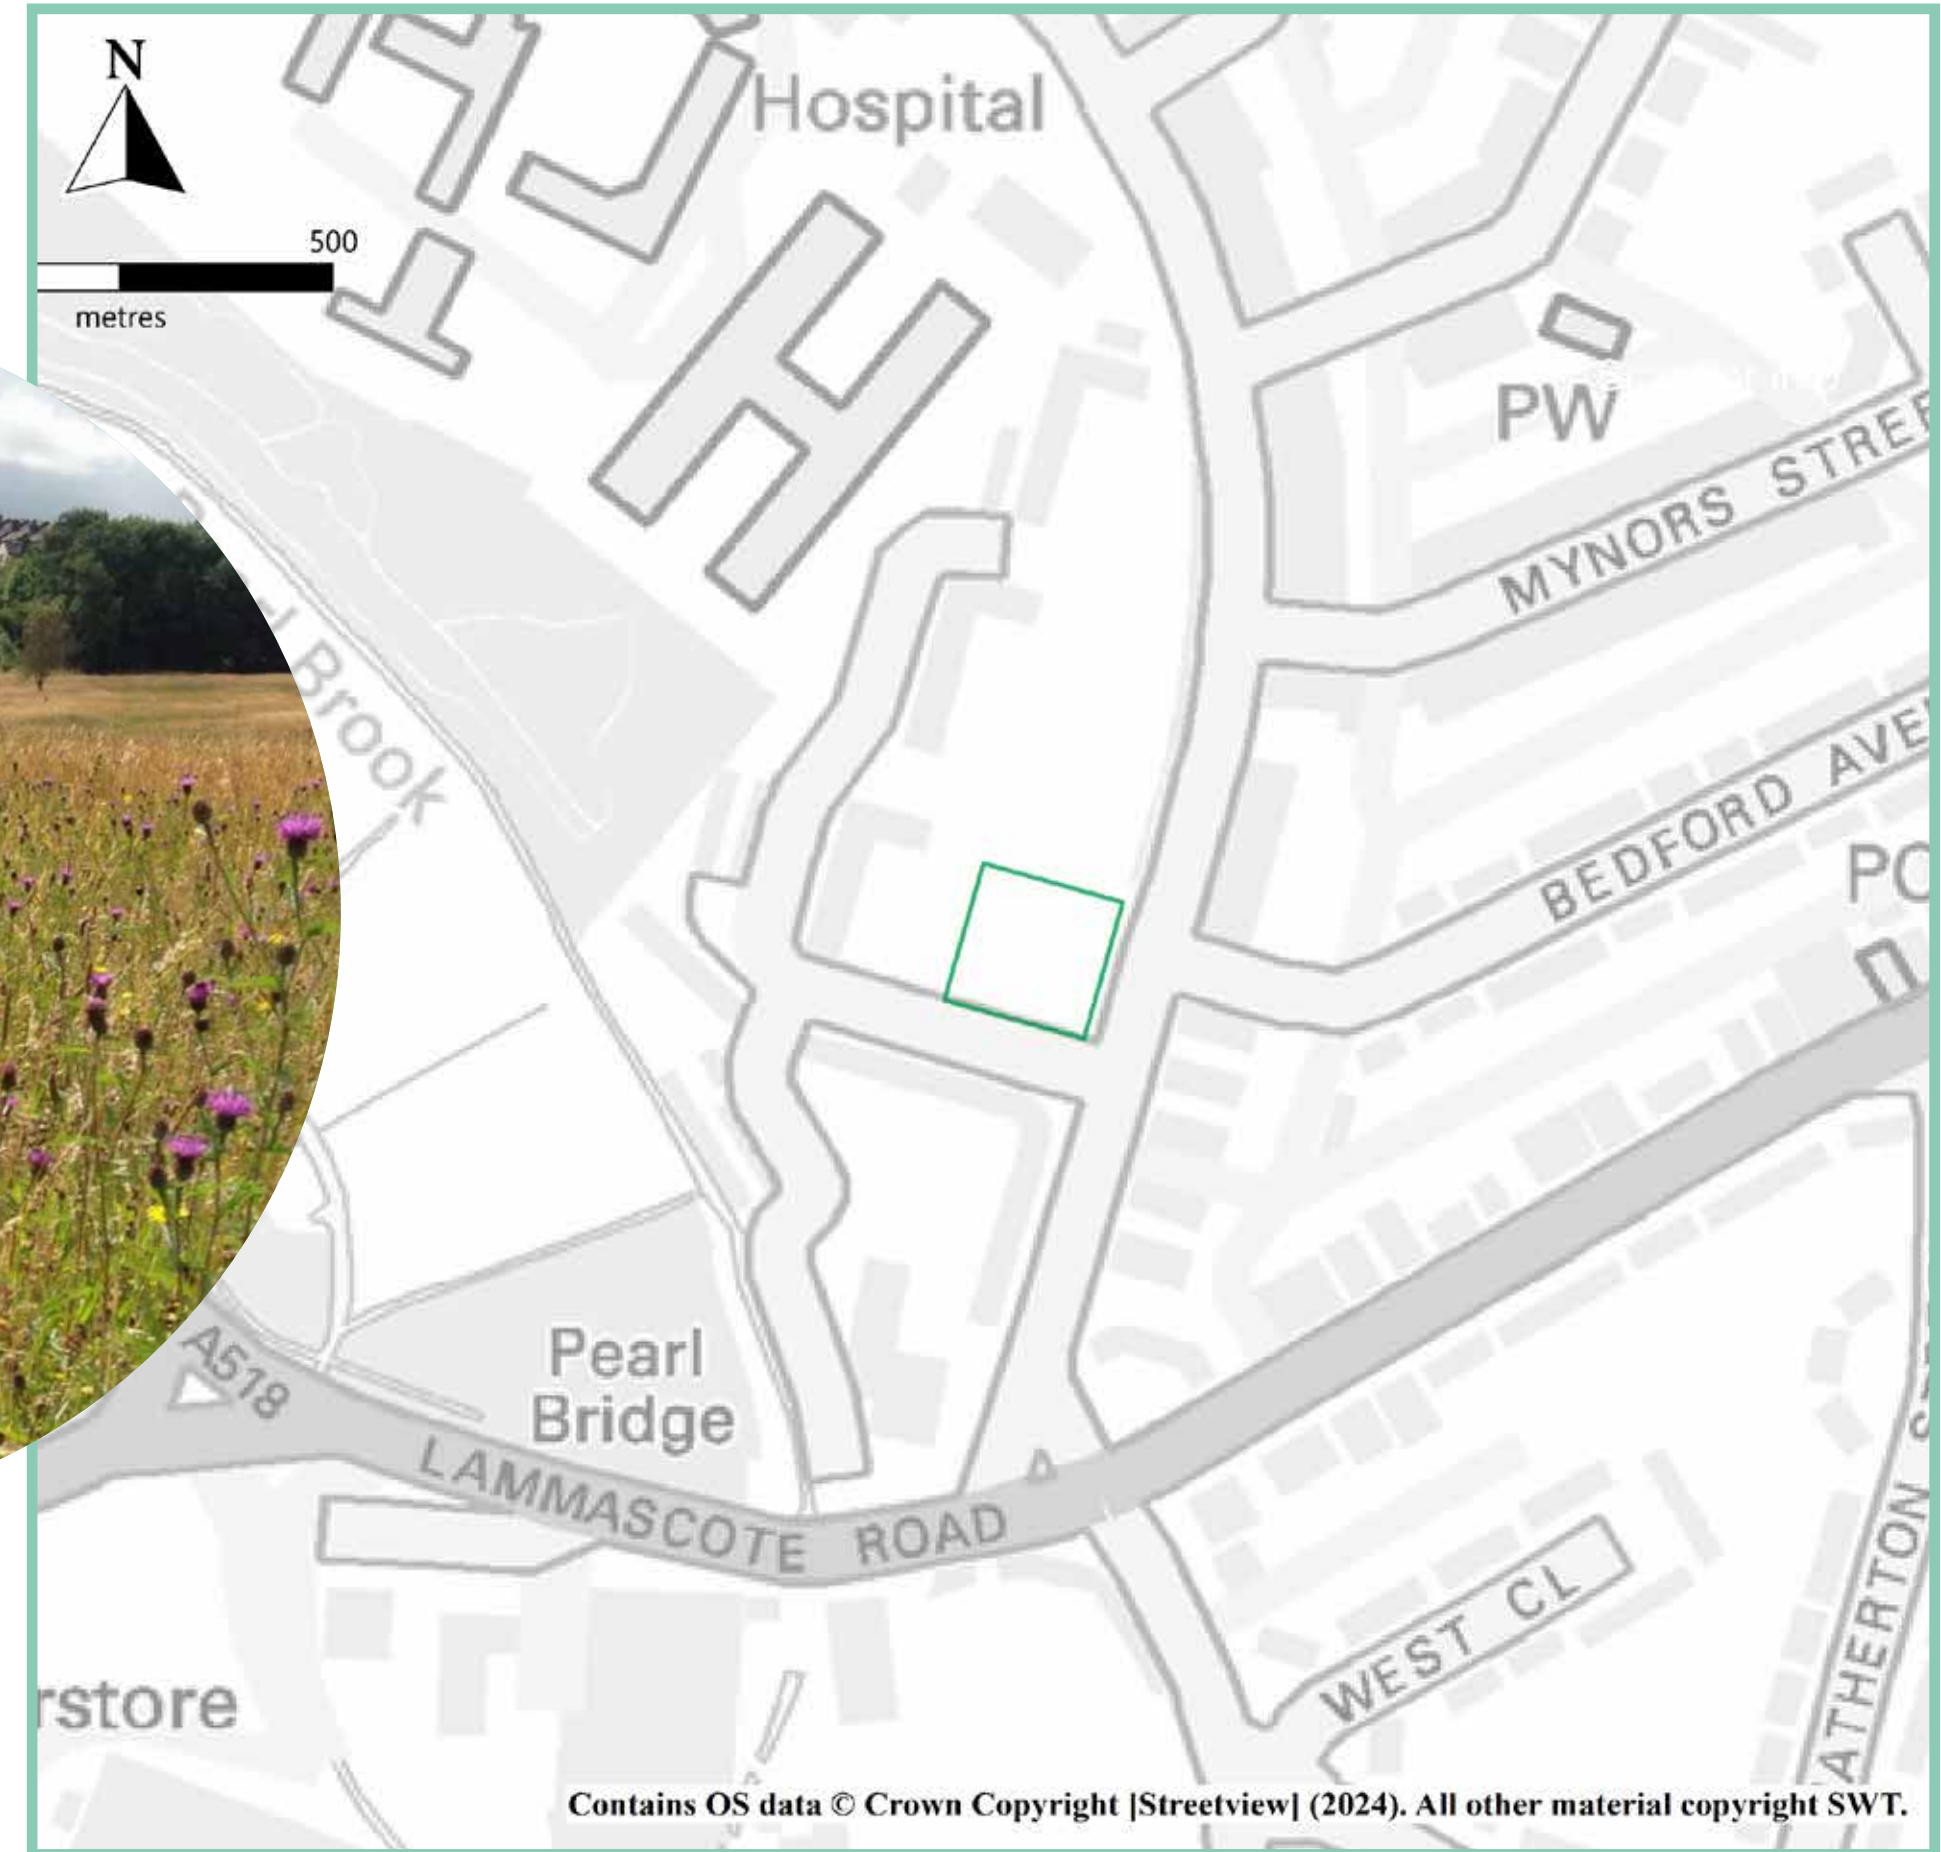 N
Hospital
500
metres
PW
MYNORS STREE
Brook
BEDFORD AVE
PO
Pearl
Bridge
A518
LAMMASCOTE ROAD
WEST CL
ATHERTON S
rstore
Contains OS data © Crown Copyright |Streetview| (2024). All other material copyright SWT.